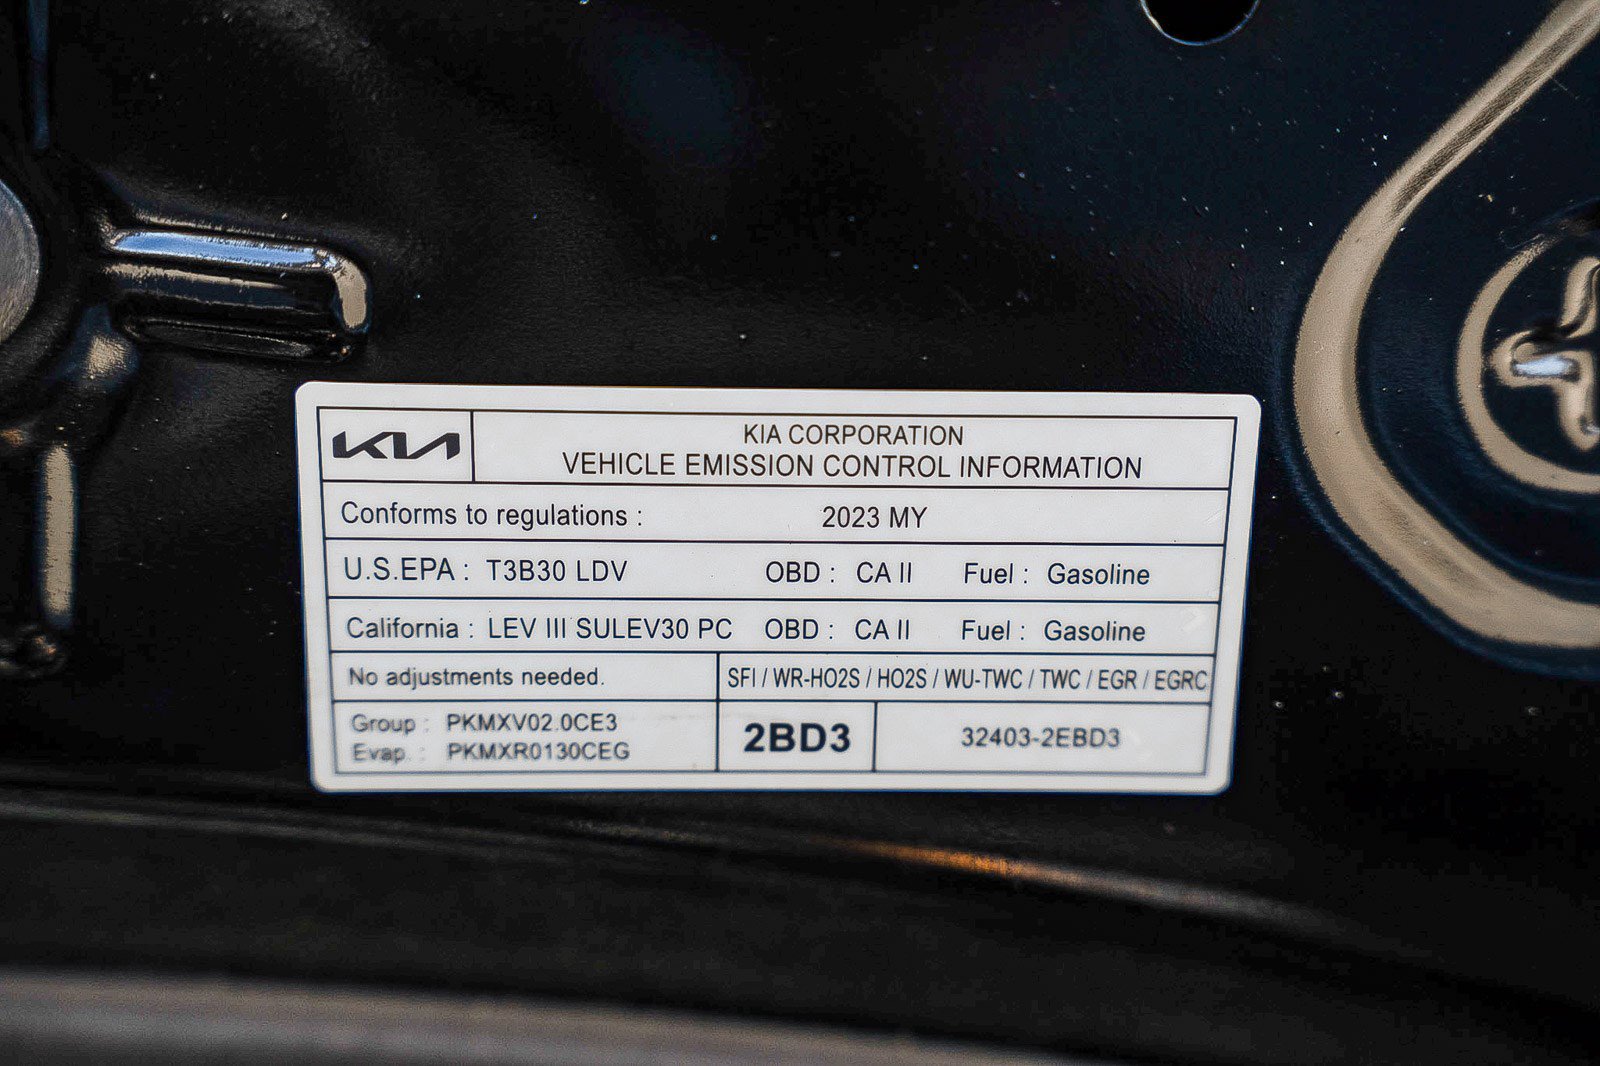 KIA
KIA CORPORATION
VEHICLE EMISSION CONTROL INFORMATION
Conforms to regulations : 2023 MY
U.S.EPA : T3B30 LDV OBD : CA II Fuel : Gasoline
California : LEV III SULEV30 PC OBD : CA II Fuel : Gasoline
No adjustments needed. SFI / WR-HO2S / HO2S / WU-TWC / TWC / EGR / EGRC
Group : PKMXV02.0CE3
Evap. : PKMXR0130CEG
2BD3 32403-2EBD3